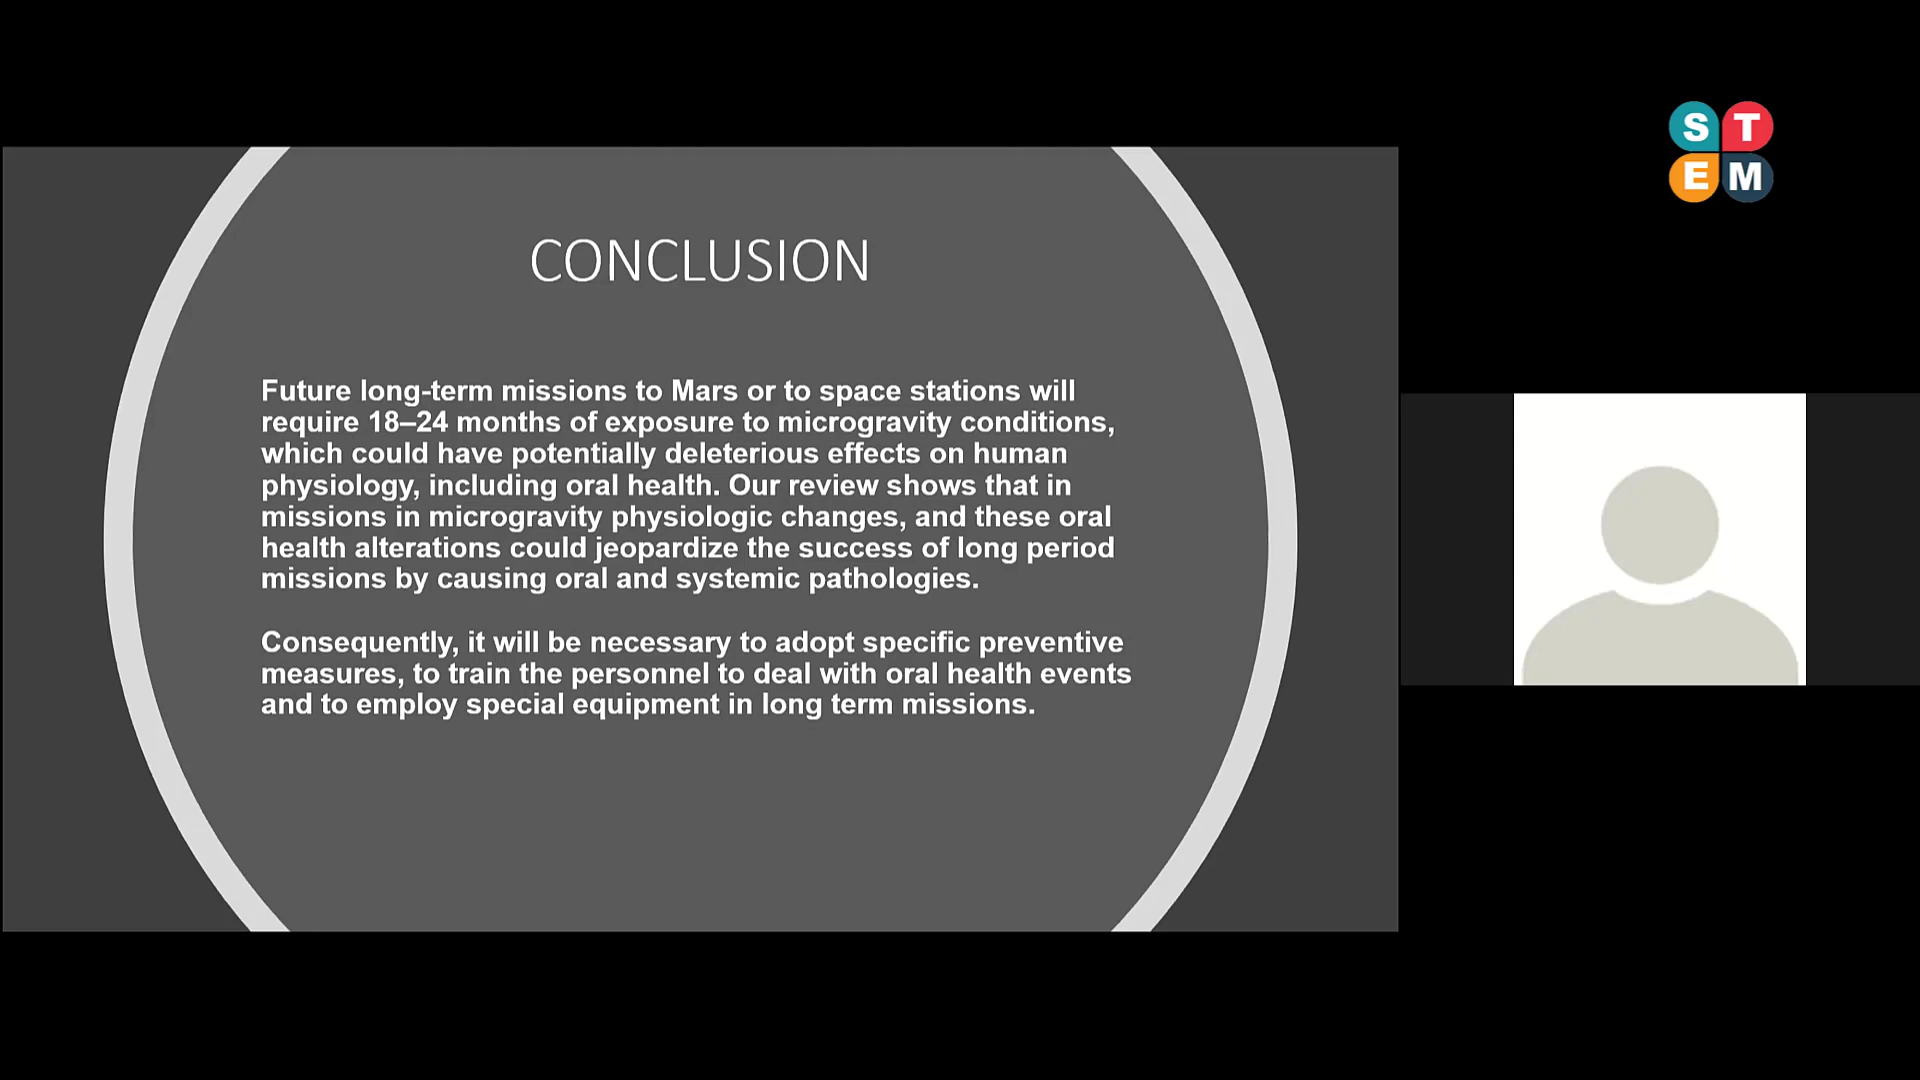 CONCLUSION
Future long-term missions to Mars or to space stations will
require 18–24 months of exposure to microgravity conditions,
which could have potentially deleterious effects on human
physiology, including oral health. Our review shows that in
missions in microgravity physiologic changes, and these oral
health alterations could jeopardize the success of long period
missions by causing oral and systemic pathologies.
Consequently, it will be necessary to adopt specific preventive
measures, to train the personnel to deal with oral health events
and to employ special equipment in long term missions.
S T
E M